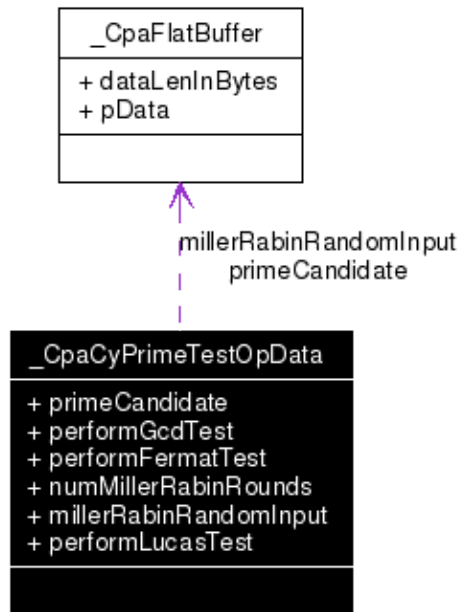 _CpaFlatBuffer
+ dataLenInBytes
+ pData
millerRabinRandomInput
primeCandidate
_CpaCyPrimeTestOpData
+ primeCandidate
+ performGcdTest
+ performFermatTest
+ numMillerRabinRounds
+ millerRabinRandomInput
+ performLucasTest